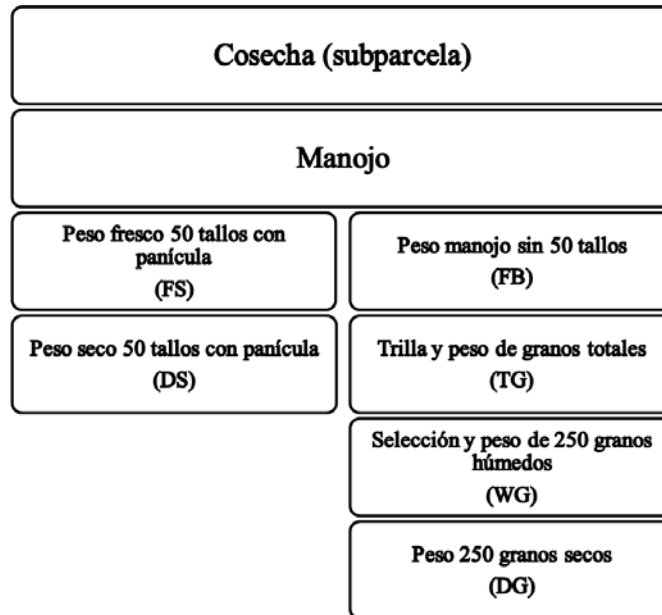 Cosecha (subparcela)
Manojo
Peso fresco 50 tallos con
panícula
(FS)
Peso manojo sin 50 tallos
(FB)
Peso seco 50 tallos con panícula
(DS)
Trilla y peso de granos totales
(TG)
Selección y peso de 250 granos
húmedos
(WG)
Peso 250 granos secos
(DG)